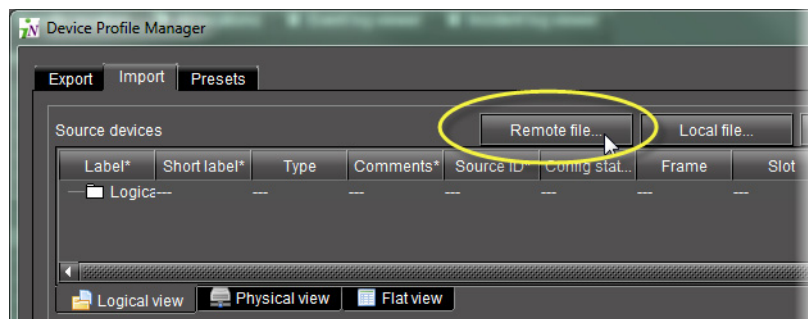 Device Profile Manager
Export Import Presets
Source devices Remote file... Local file...
Label* Short label* Type Comments* Source ID* Config stat... Frame Slot
Logica--- --- --- --- --- --- ---
Logical view Physical view Flat view